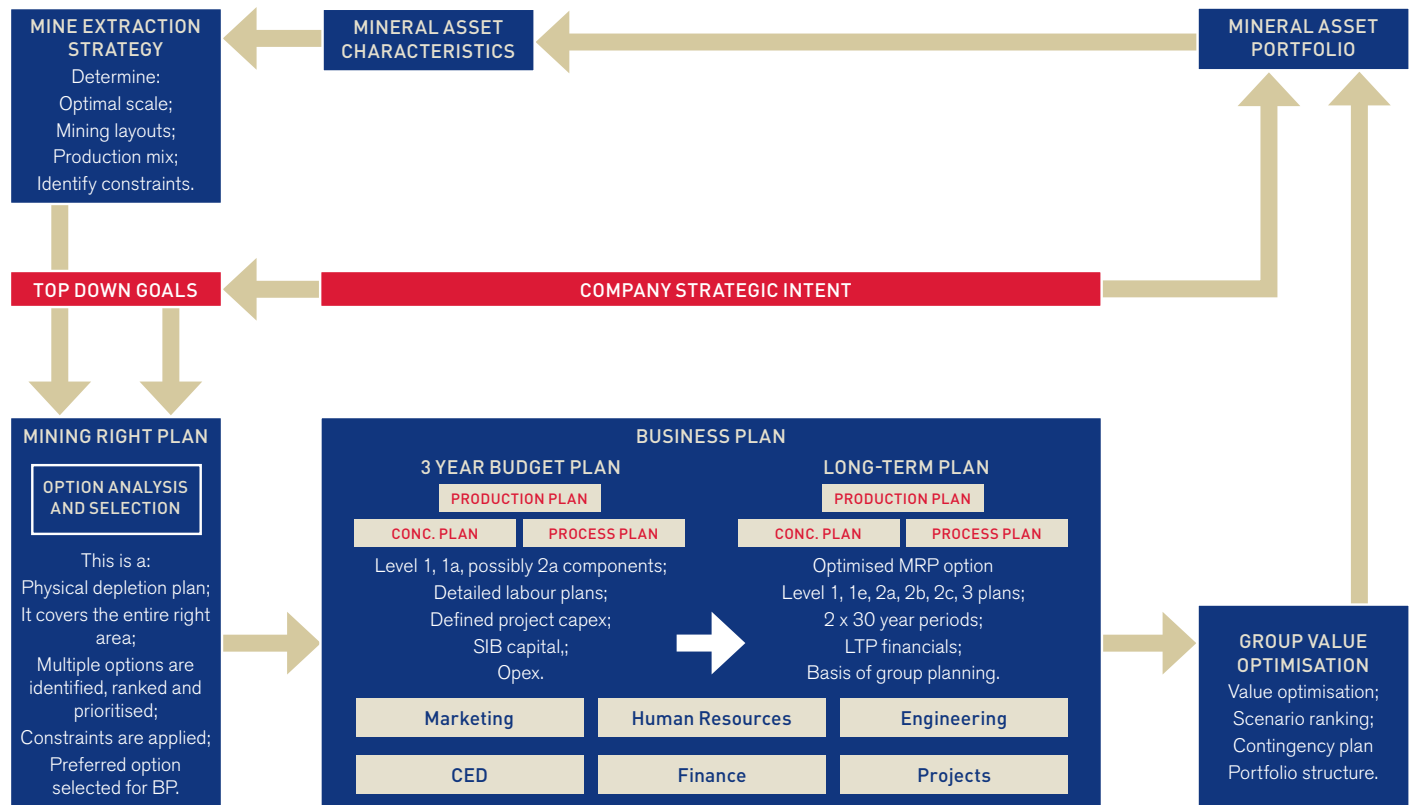 MINE EXTRACTION
STRATEGY
Determine:
Optimal scale;
Mining layouts;
Production mix;
Identify constraints.
MINERAL ASSET
CHARACTERISTICS
MINERAL ASSET
PORTFOLIO
TOP DOWN GOALS
COMPANY STRATEGIC INTENT
MINING RIGHT PLAN
OPTION ANALYSIS
AND SELECTION
This is a:
Physical depletion plan;
It covers the entire right
area;
Multiple options are
identified, ranked and
prioritised;
Constraints are applied;
Preferred option
selected for BP.
BUSINESS PLAN
3 YEAR BUDGET PLAN
PRODUCTION PLAN
CONC. PLAN
PROCESS PLAN
Level 1, 1a, possibly 2a components;
Detailed labour plans;
Defined project capex;
SIB capital,;
Opex.
LONG-TERM PLAN
PRODUCTION PLAN
CONC. PLAN
PROCESS PLAN
Optimised MRP option
Level 1, 1e, 2a, 2b, 2c, 3 plans;
2 x 30 year periods;
LTP financials;
Basis of group planning.
Marketing
Human Resources
Engineering
CED
Finance
Projects
GROUP VALUE
OPTIMISATION
Value optimisation;
Scenario ranking;
Contingency plan
Portfolio structure.